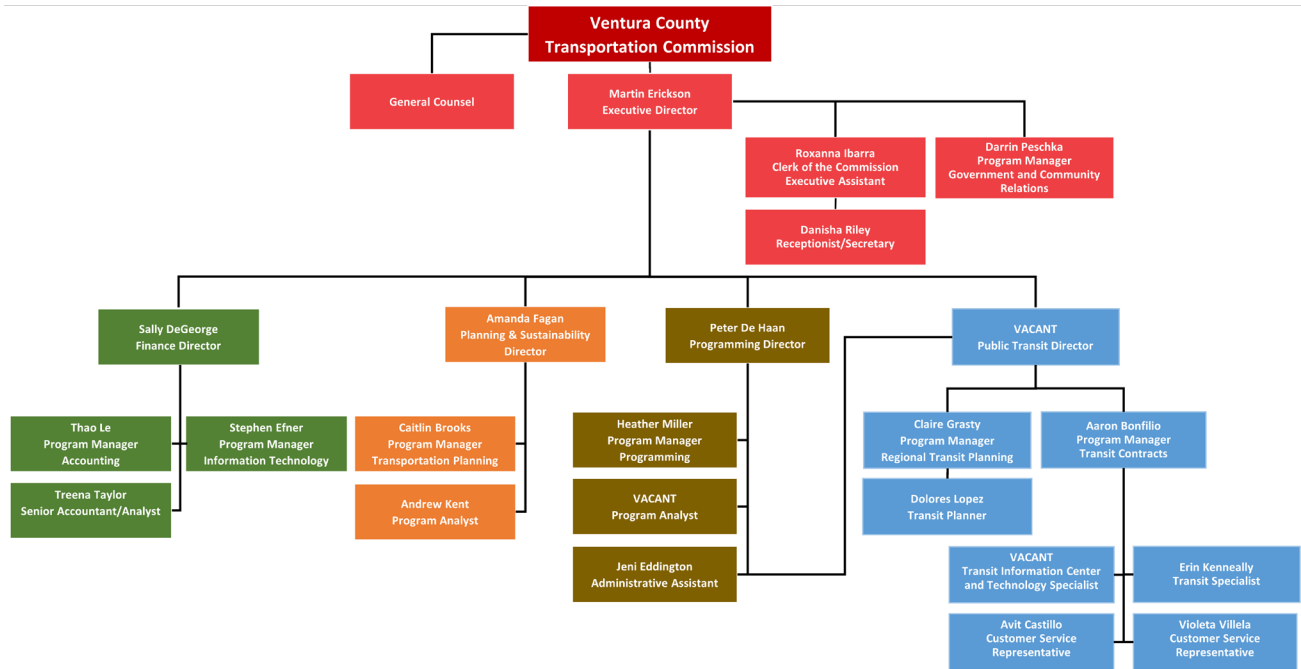 Ventura County
Transportation Commission
General Counsel
Martin Erickson
Executive Director
Roxanna Ibarra
Clerk of the Commission
Executive Assistant
Darrin Peschka
Program Manager
Government and Community
Relations
Danisha Riley
Receptionist/Secretary
Sally DeGeorge
Finance Director
Amanda Fagan
Planning & Sustainability
Director
Peter De Haan
Programming Director
VACANT
Public Transit Director
Thao Le
Program Manager
Accounting
Stephen Efner
Program Manager
Information Technology
Treena Taylor
Senior Accountant/Analyst
Caitlin Brooks
Program Manager
Transportation Planning
Andrew Kent
Program Analyst
Heather Miller
Program Manager
Programming
VACANT
Program Analyst
Jeni Eddington
Administrative Assistant
Claire Grasty
Program Manager
Regional Transit Planning
Dolores Lopez
Transit Planner
Aaron Bonfilio
Program Manager
Transit Contracts
VACANT
Transit Information Center
and Technology Specialist
Erin Kenneally
Transit Specialist
Avit Castillo
Customer Service
Representative
Violeta Villela
Customer Service
Representative